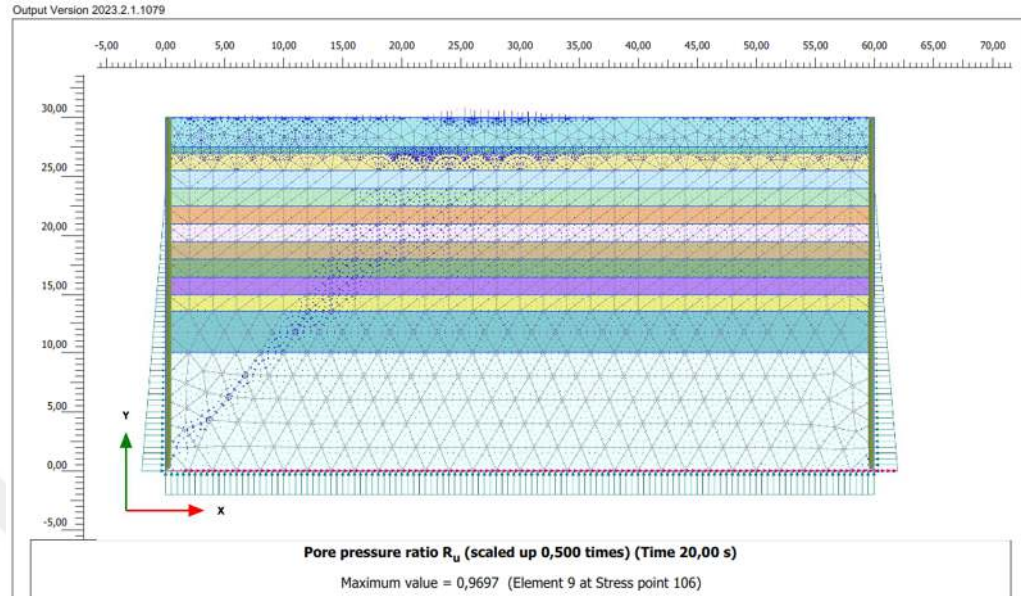 Output Version 2023.2.1.1079
-5,00 0,00 5,00 10,00 15,00 20,00 25,00 30,00 35,00 40,00 45,00 50,00 55,00 60,00 65,00 70,00
30,00
25,00
20,00
15,00
10,00
5,00
0,00
-5,00
Y
X
Pore pressure ratio Ru (scaled up 0,500 times) (Time 20,00 s)
Maximum value = 0,9697 (Element 9 at Stress point 106)